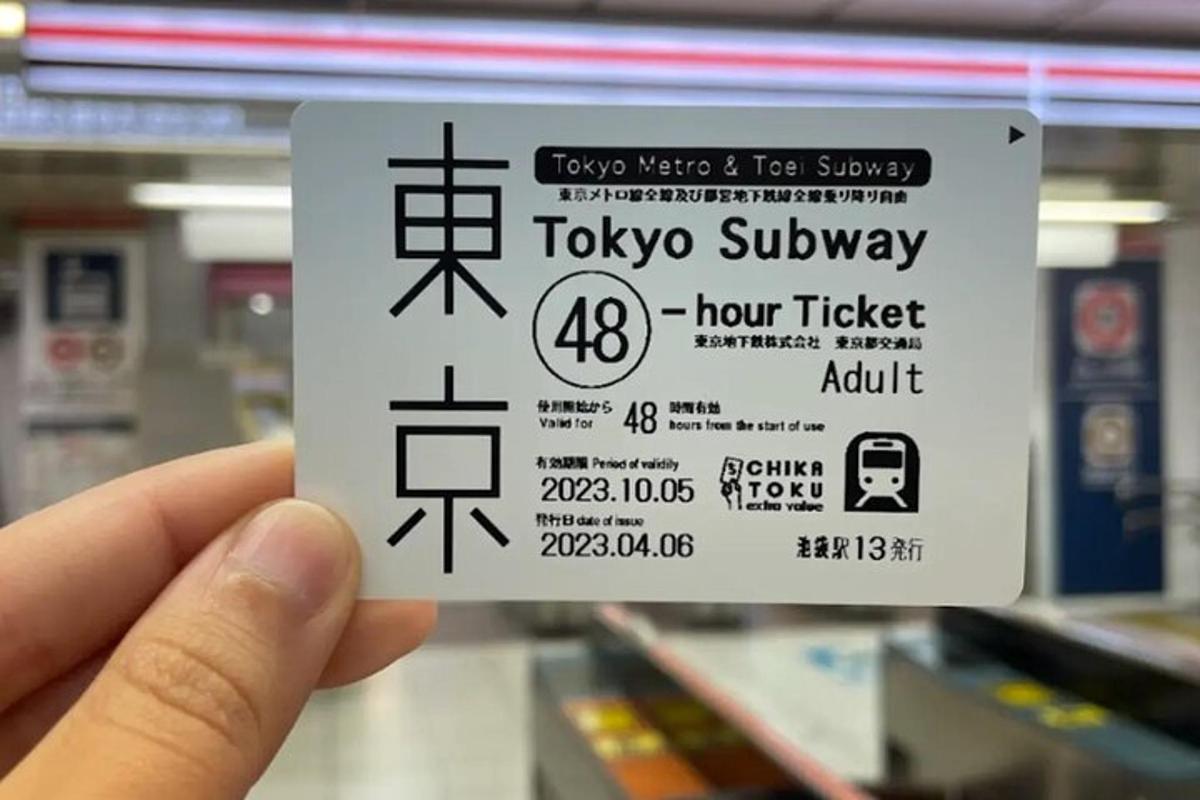 東京
Tokyo Metro & Toei Subway
東京メトロ線全線及び都営地下鉄線全線乗り降り自由
Tokyo Subway
48-hour Ticket
東京地下鉄株式会社 東京都交通局
Adult
使用開始から 48 時間有効
Valid for hours from the start of use
有効期限 Period of validity
2023.10.05
CHIKA
TOKU
extra value
発行日 date of issue
2023.04.06
池袋駅13発行